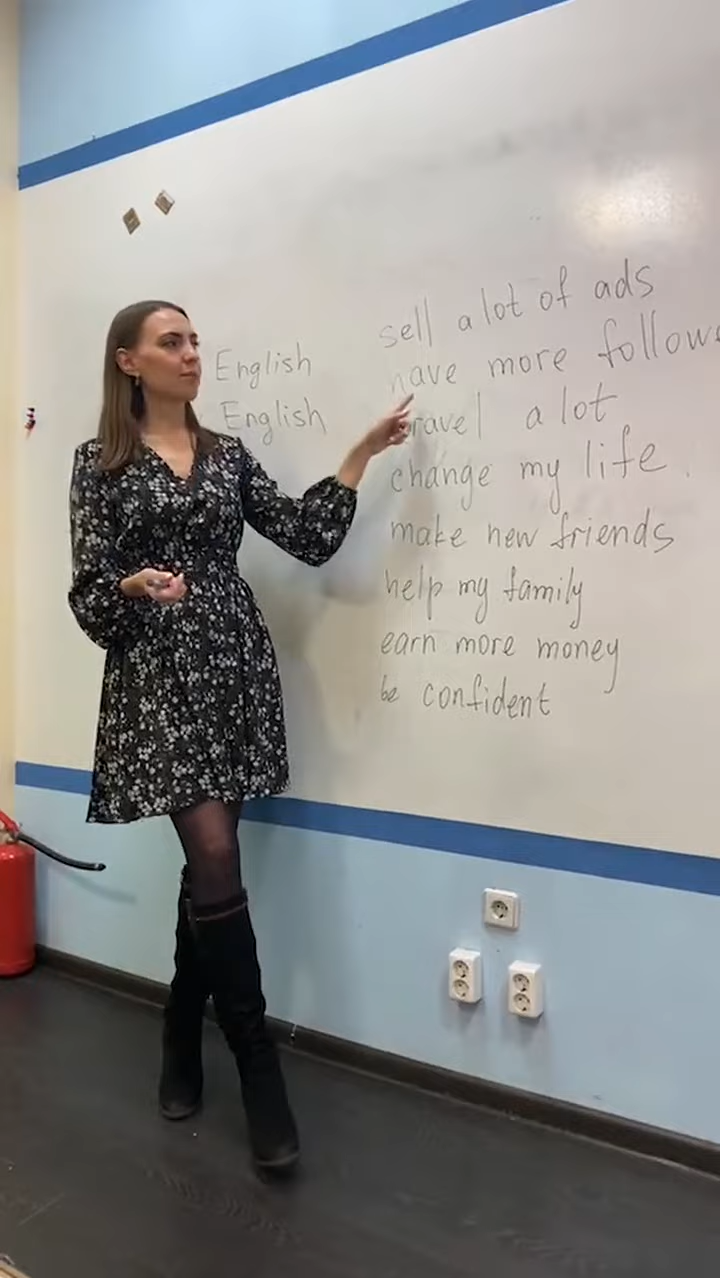 English
English
sell a lot of ads
have more follow
travel a lot
change my life
make new friends
help my family
earn more money
be confident